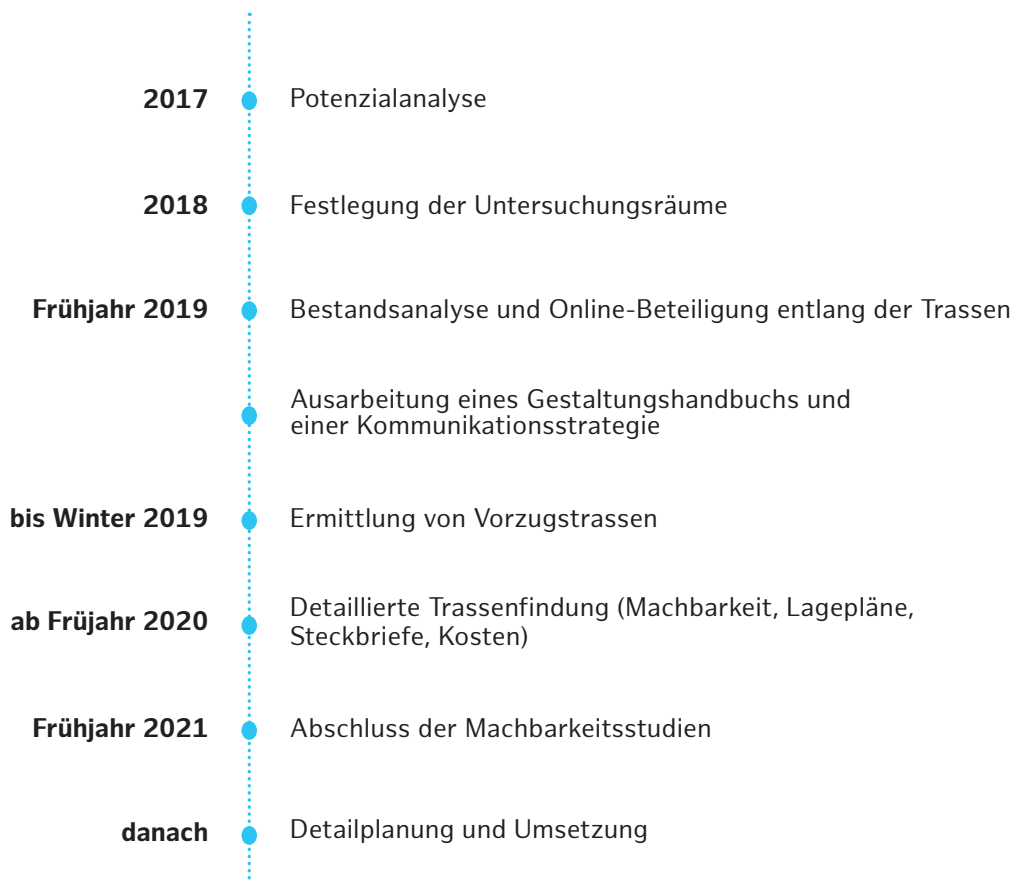 2017 Potenzialanalyse
2018 Festlegung der Untersuchungsräume
Frühjahr 2019 Bestandsanalyse und Online-Beteiligung entlang der Trassen
Ausarbeitung eines Gestaltungshandbuchs und
einer Kommunikationsstrategie
bis Winter 2019 Ermittlung von Vorzugstrassen
ab Früjahr 2020 Detaillierte Trassenfindung (Machbarkeit, Lagepläne,
Steckbriefe, Kosten)
Frühjahr 2021 Abschluss der Machbarkeitsstudien
danach Detailplanung und Umsetzung